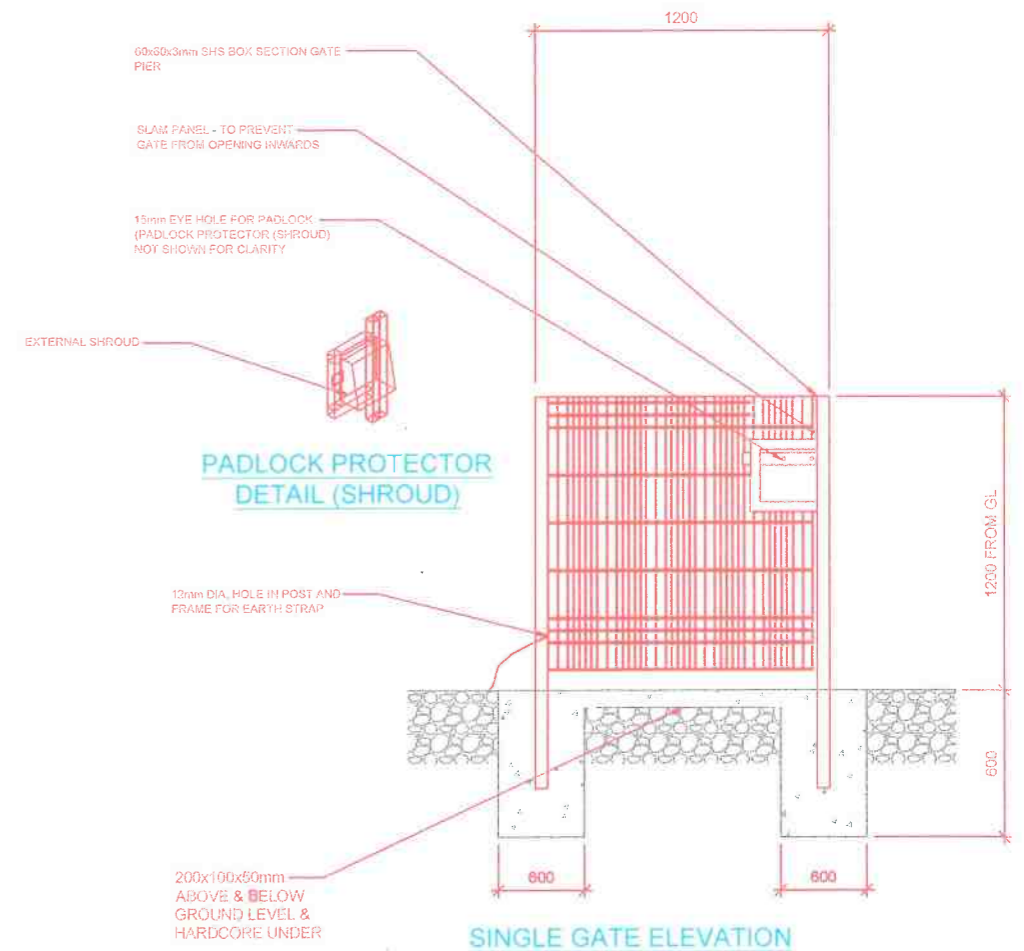 1200
60x60x3mm SHS BOX SECTION GATE
PIER
SLAM PANEL - TO PREVENT
GATE FROM OPENING INWARDS
15mm EYE HOLE FOR PADLOCK
(PADLOCK PROTECTOR (SHROUD)
NOT SHOWN FOR CLARITY
EXTERNAL SHROUD
PADLOCK PROTECTOR
DETAIL (SHROUD)
1200 FROM GL
12mm DIA. HOLE IN POST AND
FRAME FOR EARTH STRAP
600
200x100x50mm
ABOVE & BELOW
GROUND LEVEL &
HARDCORE UNDER
600
600
SINGLE GATE ELEVATION